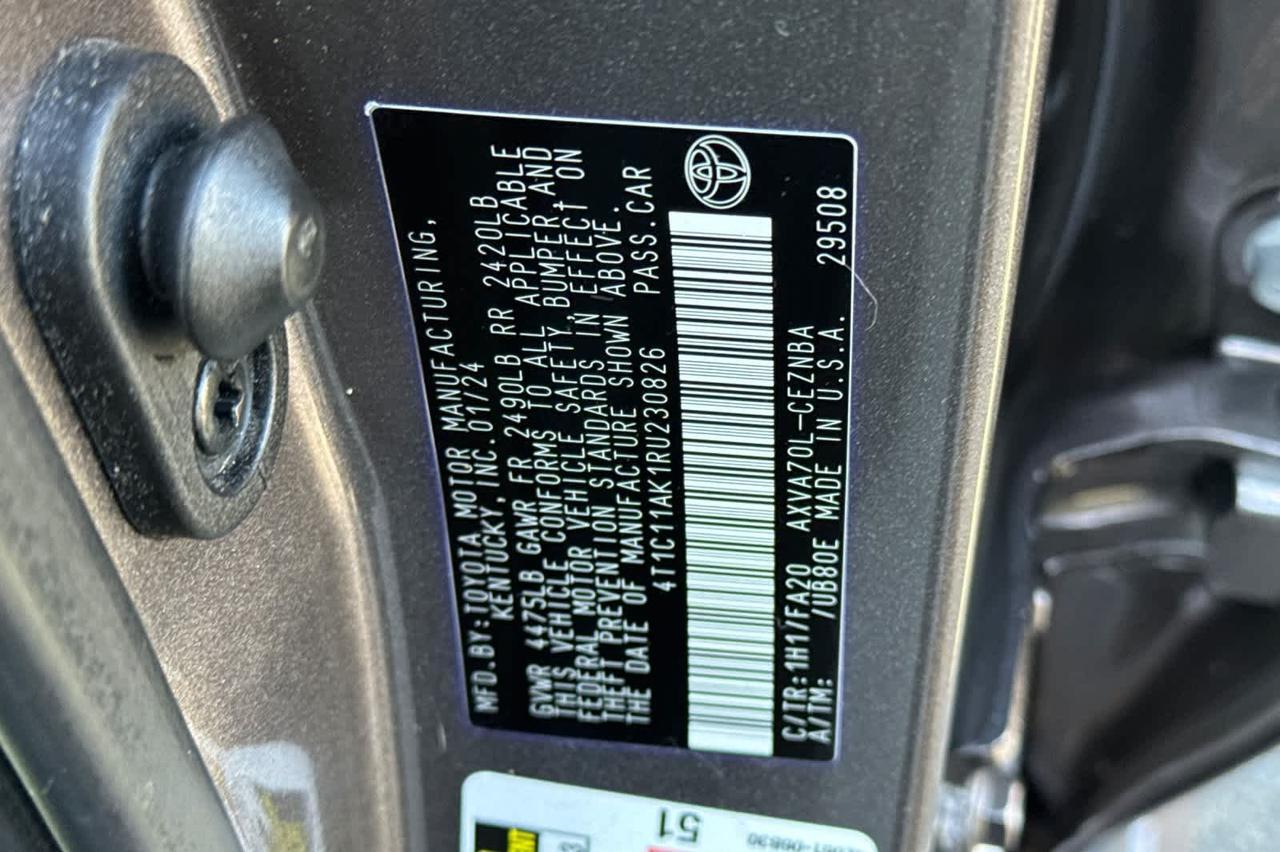 MFD.BY:TOYOTA MOTOR MANUFACTURING,
KENTUCKY,INC.01/24
GVWR 4475LB GAWR FR 2490LB RR 2420LB
THIS VEHICLE CONFORMS TO ALL APPLICABLE
FEDERAL MOTOR VEHICLE SAFETY,BUMPER,AND
THEFT PREVENTION STANDARDS IN EFFECT ON
THE DATE OF MANUFACTURE SHOWN ABOVE.
4T1C11AK1RU230826 PASS.CAR
C/TR:1H1/FA20 AXVA70L-CEZNBA
A/TM: /UB80E MADE IN U.S.A. 29508
51